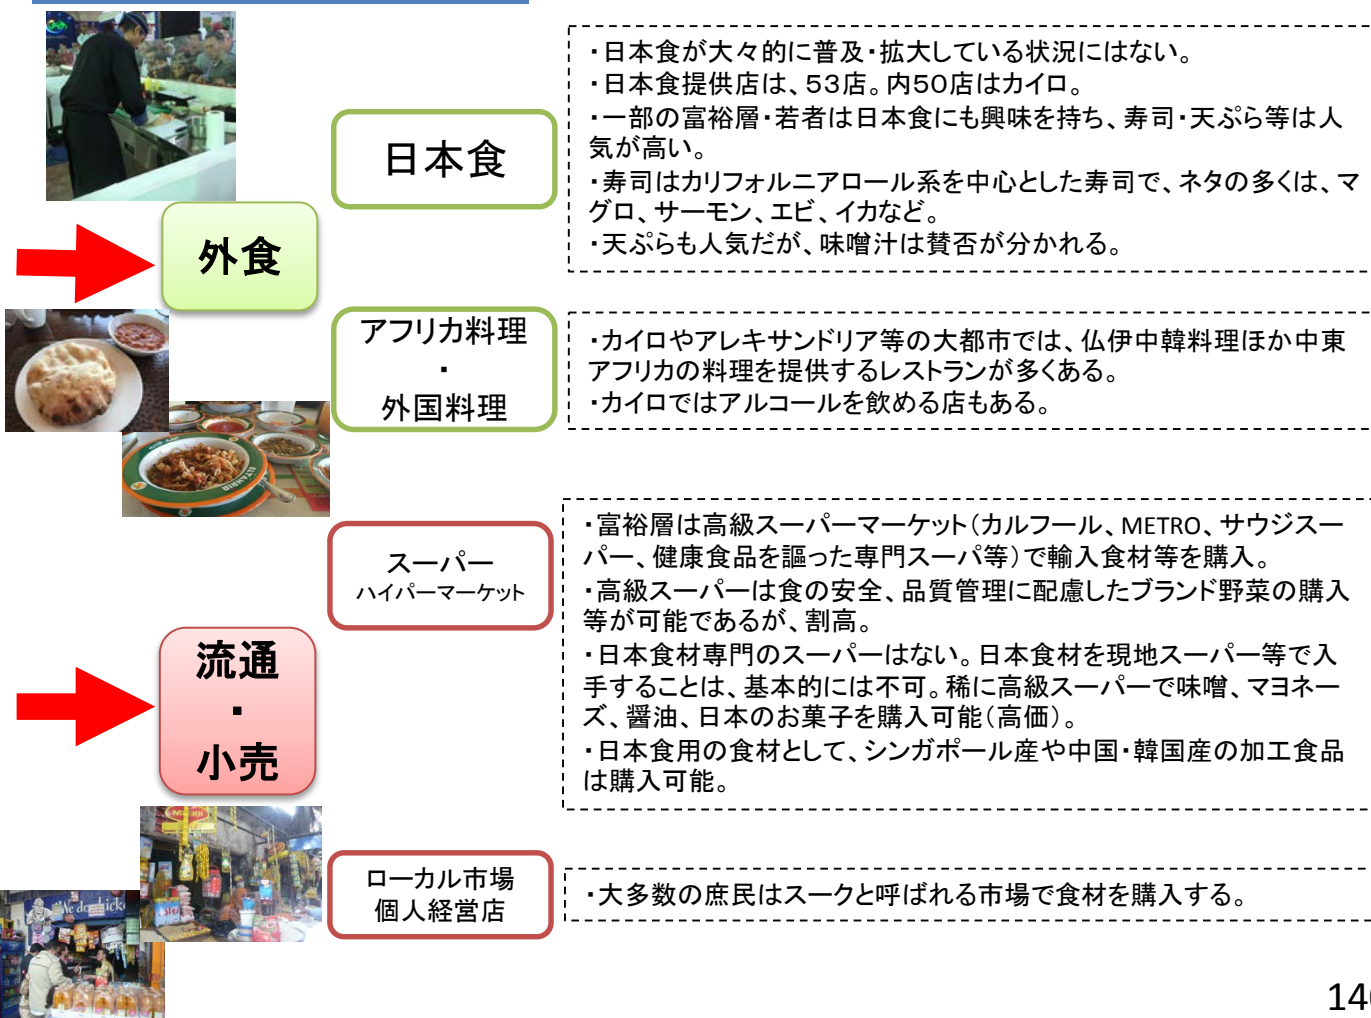 ・日本食が大々的に普及・拡大している状況にはない。
・日本食提供店は、53店。内50店はカイロ。
・一部の富裕層・若者は日本食にも興味を持ち、寿司・天ぷら等は人
気が高い。
・寿司はカリフォルニアロール系を中心とした寿司で、ネタの多くは、マ
グロ、サーモン、エビ、イカなど。
・天ぷらも人気だが、味噌汁は賛否が分かれる。
日本食
外食
アフリカ料理
・
外国料理
・カイロやアレキサンドリア等の大都市では、仏伊中韓料理ほか中東
アフリカの料理を提供するレストランが多くある。
・カイロではアルコールを飲める店もある。
スーパー
ハイパーマーケット
・富裕層は高級スーパーマーケット(カルフール、METRO、サウジスー
パー、健康食品を謳った専門スーパ等)で輸入食材等を購入。
・高級スーパーは食の安全、品質管理に配慮したブランド野菜の購入
等が可能であるが、割高。
・日本食材専門のスーパーはない。日本食材を現地スーパー等で入
手することは、基本的には不可。稀に高級スーパーで味噌、マヨネー
ズ、醤油、日本のお菓子を購入可能(高価)。
・日本食用の食材として、シンガポール産や中国・韓国産の加工食品
は購入可能。
流通
・
小売
ローカル市場
個人経営店
・大多数の庶民はスークと呼ばれる市場で食材を購入する。